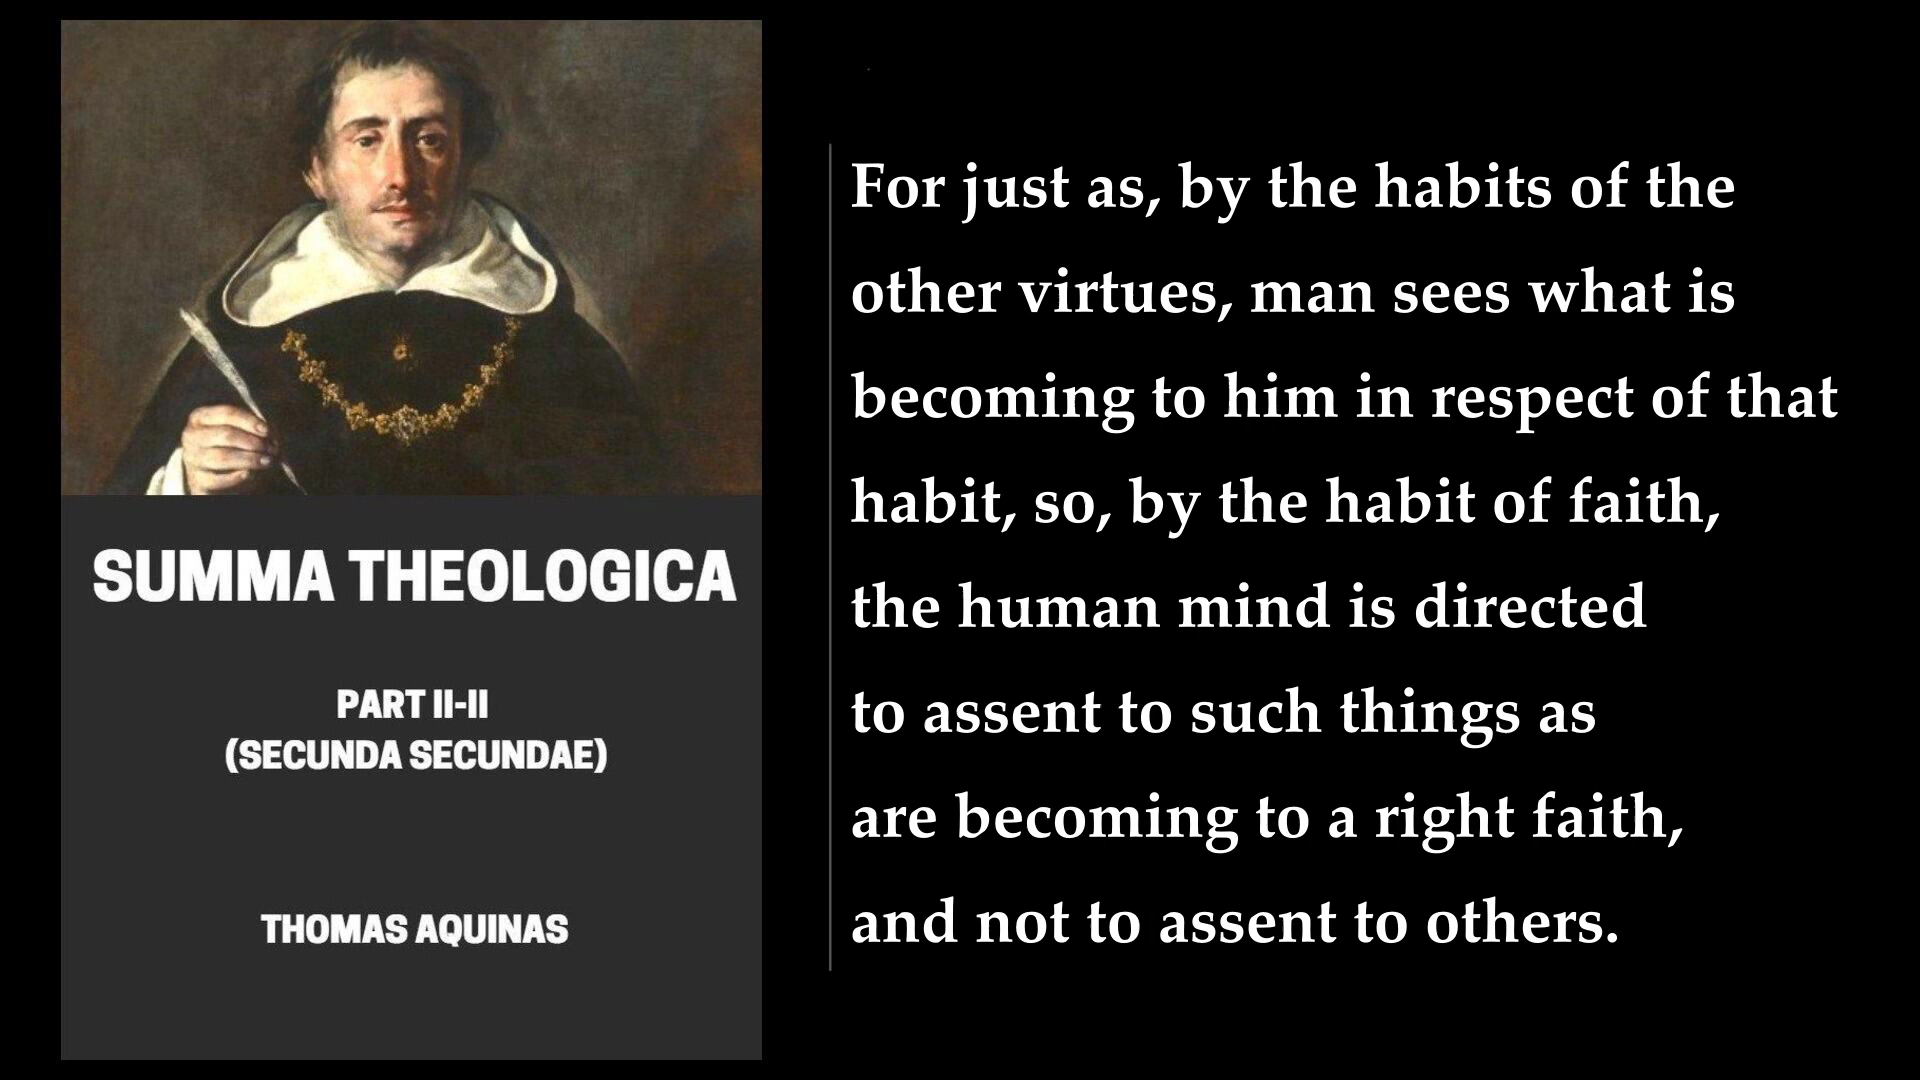 SUMMA THEOLOGICA
PART II-II
(SECUNDA SECUNDAE)
THOMAS AQUINAS
For just as, by the habits of the
other virtues, man sees what is
becoming to him in respect of that
habit, so, by the habit of faith,
the human mind is directed
to assent to such things as
are becoming to a right faith,
and not to assent to others.